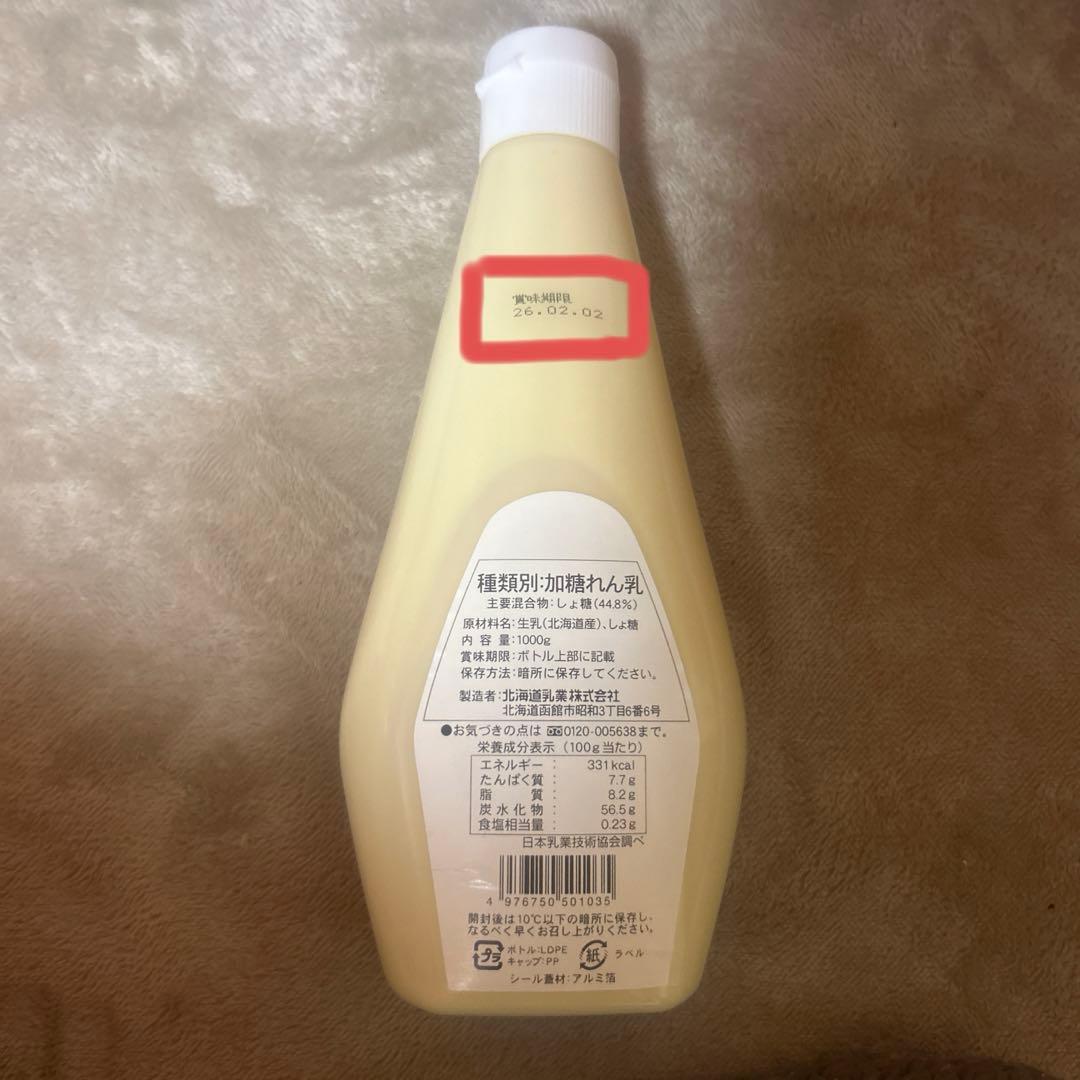 賞味期限
26.02.02
種類別:加糖れん乳
主要混合物:しょ糖(44.8%)
原材料名:生乳(北海道産)、しょ糖
内容量:1000g
賞味期限:ボトル上部に記載
保存方法:暗所に保存してください。
製造者:北海道乳業株式会社
北海道函館市昭和3丁目6番6号
●お気づきの点は0120-005638まで。
栄養成分表示(100g当たり)
エネルギー: 331kcal
たんぱく質: 7.7g
脂質: 8.2g
炭水化物: 56.5g
食塩相当量: 0.23g
日本乳業技術協会調べ
4 976750 501035
開封後は10℃以下の暗所に保存し、
なるべく早くお召し上がりください。
プラ ボトル:LDPE 紙 ラベル
キャップ:PP
シール蓋材:アルミ箔